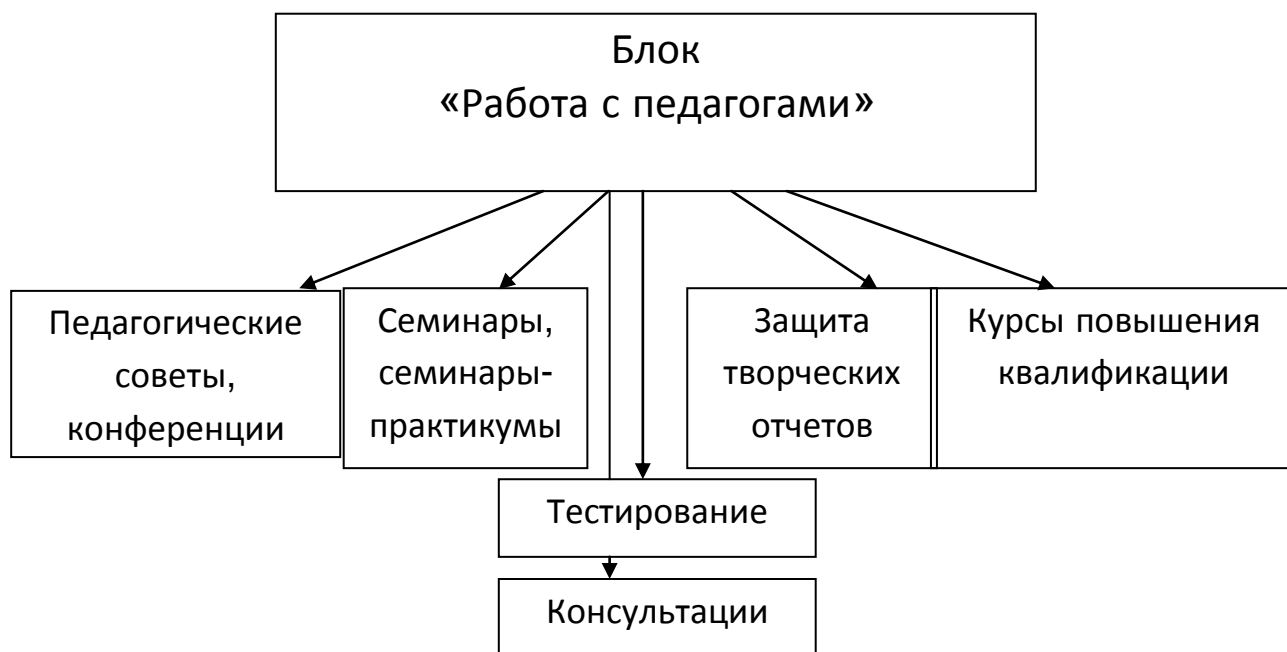 Блок
«Работа с педагогами»
Педагогические
советы,
конференции
Семинары,
семинары-
практикумы
Защита
творческих
отчетов
Курсы повышения
квалификации
Тестирование
Консультации